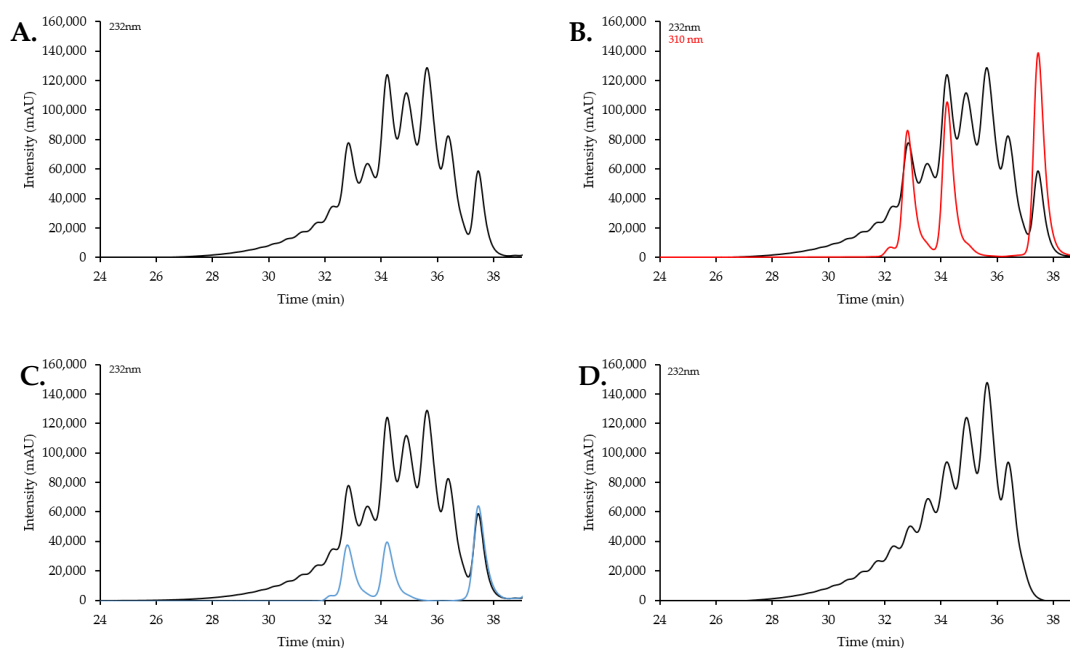 A.
232nm
160,000
140,000
120,000
100,000
80,000
60,000
40,000
20,000
0
Intensity (mAU)
24 26 28 30 32 34 36 38
Time (min)
B.
232nm
310 nm
160,000
140,000
120,000
100,000
80,000
60,000
40,000
20,000
0
Intensity (mAU)
24 26 28 30 32 34 36 38
Time (min)
C.
232nm
160,000
140,000
120,000
100,000
80,000
60,000
40,000
20,000
0
Intensity (mAU)
24 26 28 30 32 34 36 38
Time (min)
D.
232nm
160,000
140,000
120,000
100,000
80,000
60,000
40,000
20,000
0
Intensity (mAU)
24 26 28 30 32 34 36 38
Time (min)